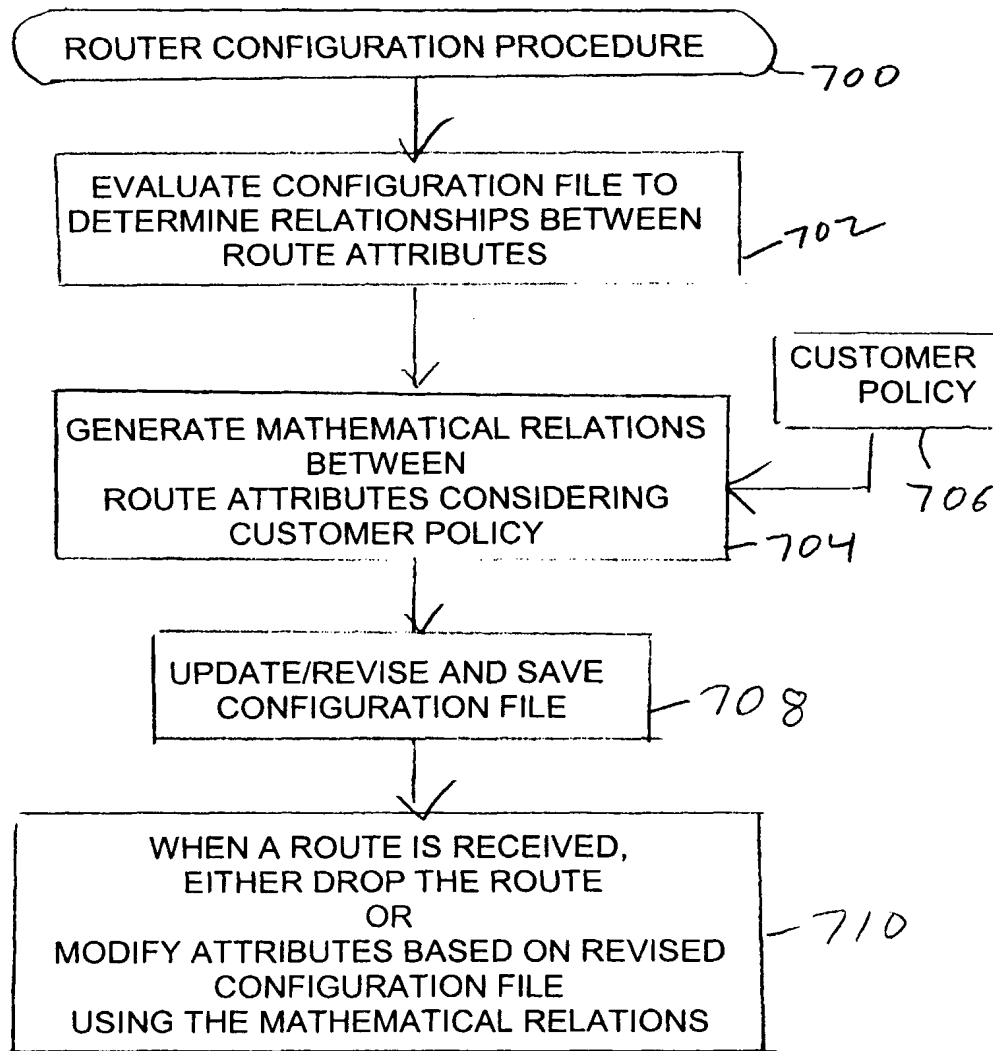 ROUTER CONFIGURATION PROCEDURE
700
EVALUATE CONFIGURATION FILE TO
DETERMINE RELATIONSHIPS BETWEEN
ROUTE ATTRIBUTES
702
CUSTOMER
POLICY
706
GENERATE MATHEMATICAL RELATIONS
BETWEEN
ROUTE ATTRIBUTES CONSIDERING
CUSTOMER POLICY
704
UPDATE/REVISE AND SAVE
CONFIGURATION FILE
708
WHEN A ROUTE IS RECEIVED,
EITHER DROP THE ROUTE
OR
MODIFY ATTRIBUTES BASED ON REVISED
CONFIGURATION FILE
USING THE MATHEMATICAL RELATIONS
710